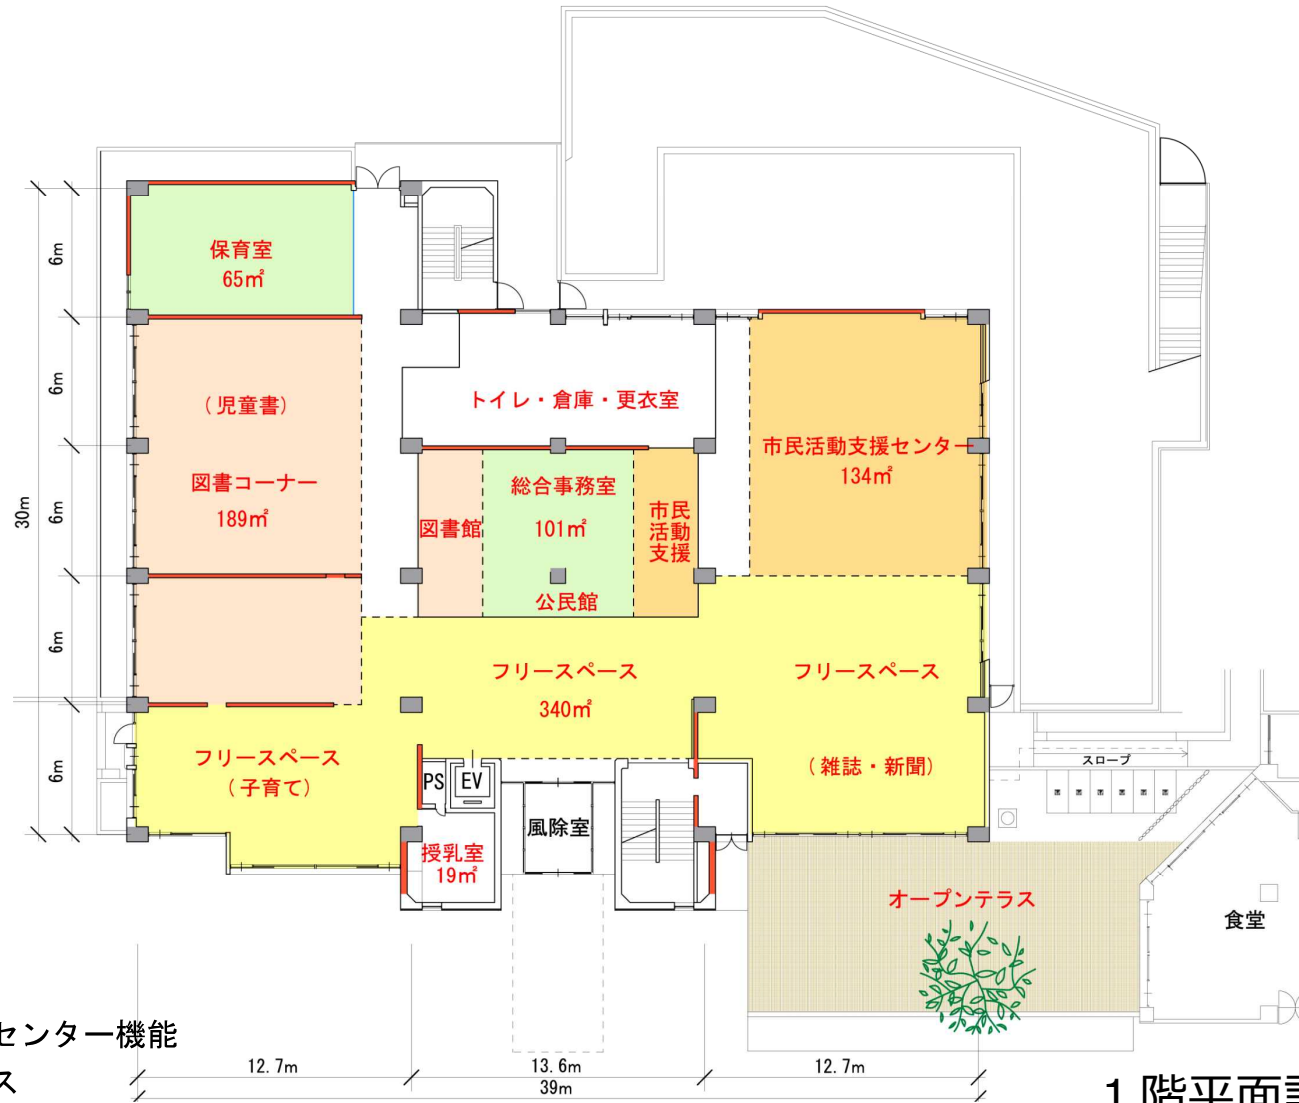 6m
6m
6m
6m
6m
30m
保育室
65㎡
(児童書)
図書コーナー
189㎡
トイレ・倉庫・更衣室
市民活動支援センター
134㎡
図書館
総合事務室
101㎡
公民館
市民
活動
支援
フリースペース
340㎡
フリースペース
(雑誌・新聞)
フリースペース
(子育て)
PS
EV
授乳室
19㎡
風除室
スロープ
オープンテラス
食堂
センター機能
ス
12.7m
13.6m
12.7m
39m
1階平面